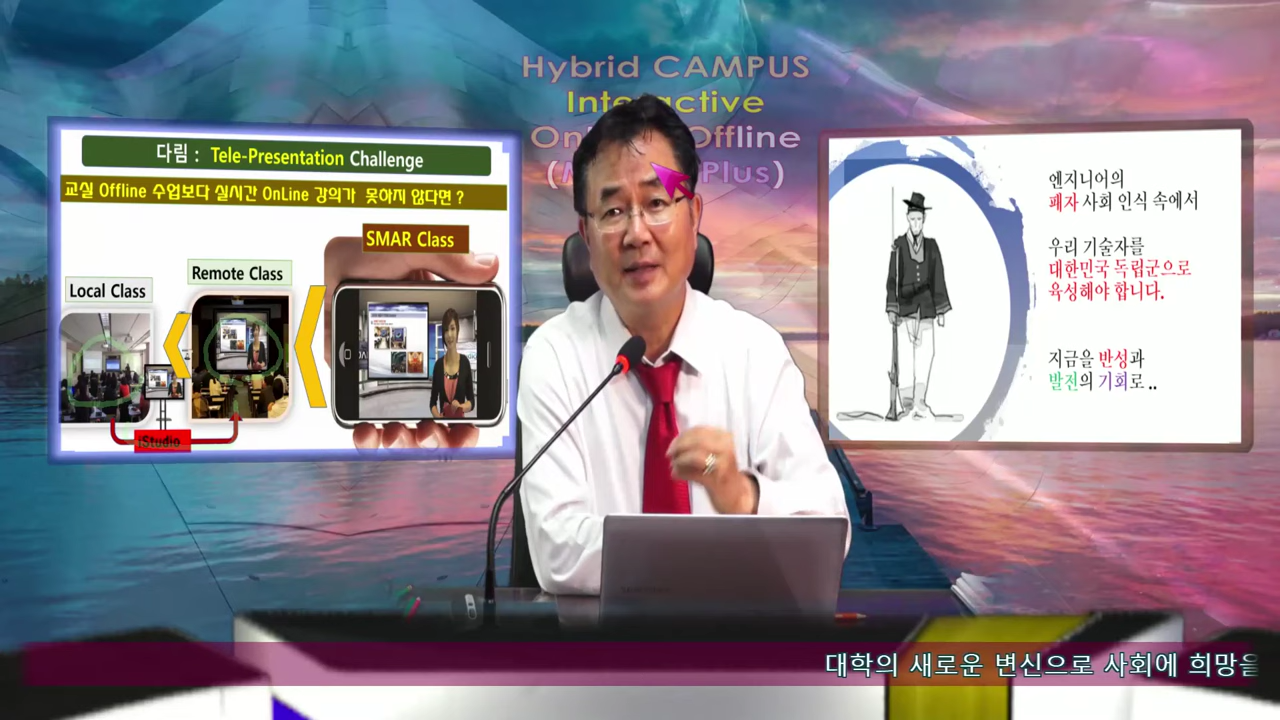 Hybrid CAMPUS
Interactive
Offline
Plus)
다림 : Tele-Presentation Challenge
교실 Offline 수업보다 실시간 OnLine 강의가 못하지 않다면 ?
SMAR Class
Remote Class
Local Class
iStudio
엔지니어의
폐자 사회 인식 속에서
우리 기술자를
대한민국 독립군으로
육성해야 합니다.
지금을 반성과
발전의 기회로 ..
대학의 새로운 변신으로 사회에 희망을